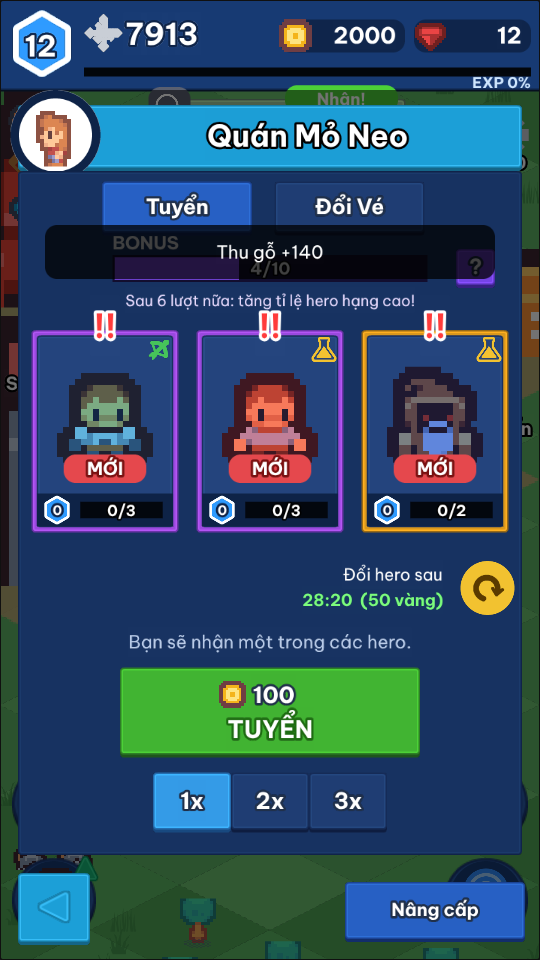 12
7913
2000
12
EXP 0%
Nhận!
Quán Mỏ Neo
Tuyển
Đổi Vé
BONUS
Thu gỗ +140
4/10
?
Sau 6 lượt nữa: tăng tỉ lệ hero hạng cao!
!! !! !!
MỚI MỚI MỚI
0 0/3 0 0/3 0 0/2
Đổi hero sau
28:20 (50 vàng)
Bạn sẽ nhận một trong các hero.
100
TUYỂN
1x 2x 3x
Nâng cấp